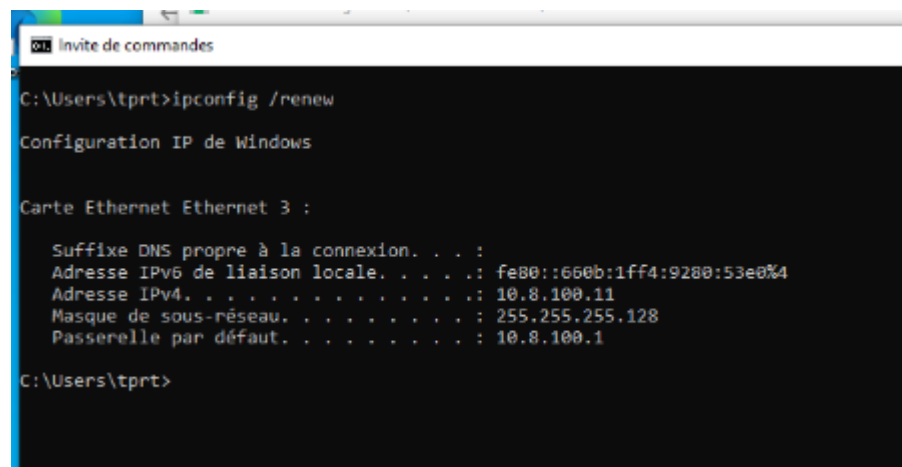 Invite de commandes
C:\Users\tprt>ipconfig /renew
Configuration IP de Windows
Carte Ethernet Ethernet 3 :
Suffixe DNS propre à la connexion. . . :
Adresse IPv6 de liaison locale. . . . .: fe80::660b:1ff4:9280:53e0%4
Adresse IPv4. . . . . . . . . . . . . .: 10.8.100.11
Masque de sous-réseau. . . . . . . . . : 255.255.255.128
Passerelle par défaut. . . . . . . . . : 10.8.100.1
C:\Users\tprt>